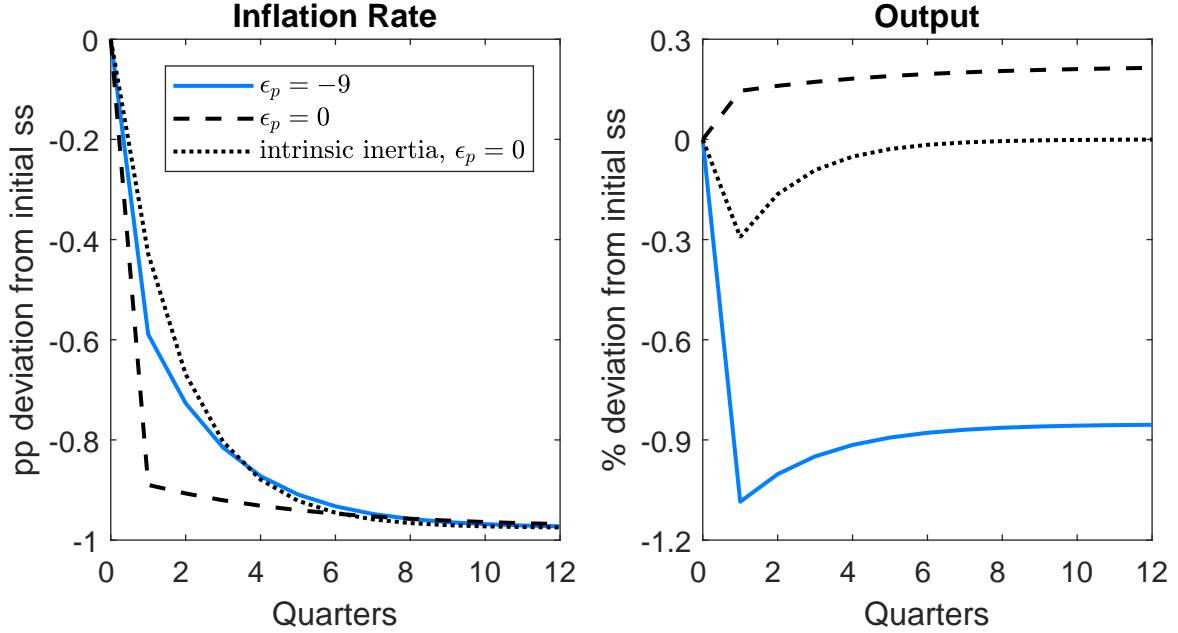 Inflation Rate
pp deviation from initial ss
0
-0.2
-0.4
-0.6
-0.8
-1
ϵp = −9
ϵp = 0
intrinsic inertia, ϵp = 0
0 2 4 6 8 10 12
Quarters
Output
% deviation from initial ss
0.3
0
-0.3
-0.6
-0.9
-1.2
0 2 4 6 8 10 12
Quarters